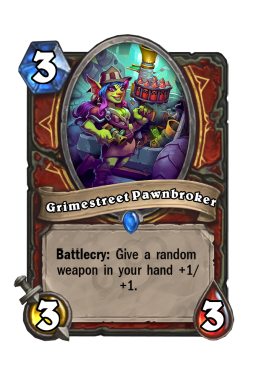 3
Grimestreet Pawnbroker
Battlecry: Give a random
weapon in your hand +1/
+1.
3 3